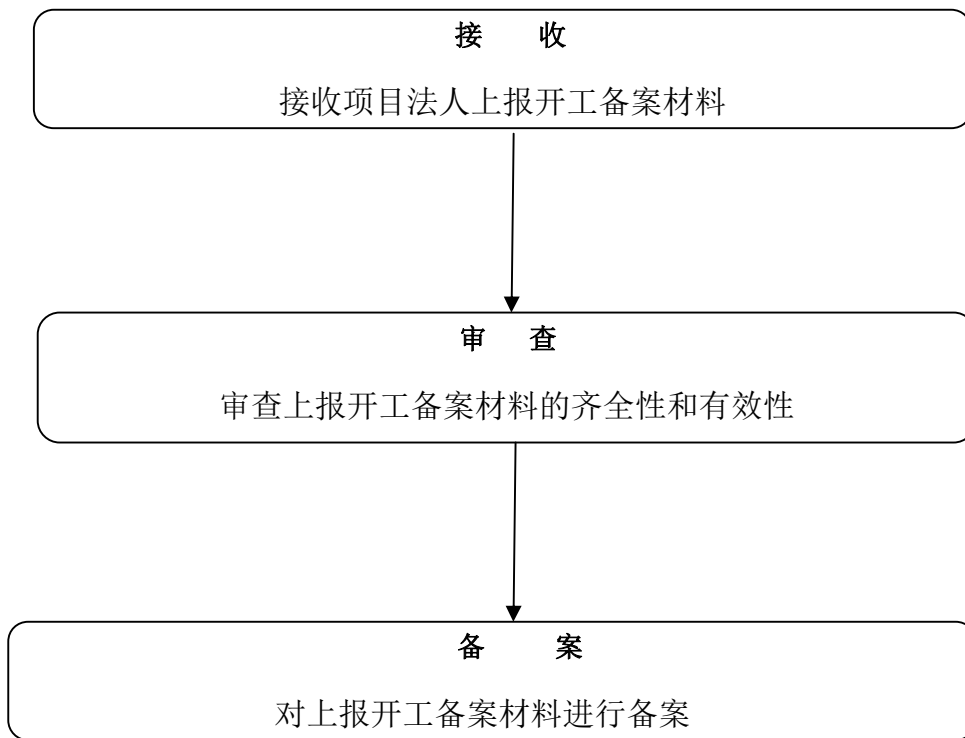 接 收
接收项目法人上报开工备案材料
审 查
审查上报开工备案材料的齐全性和有效性
备 案
对上报开工备案材料进行备案